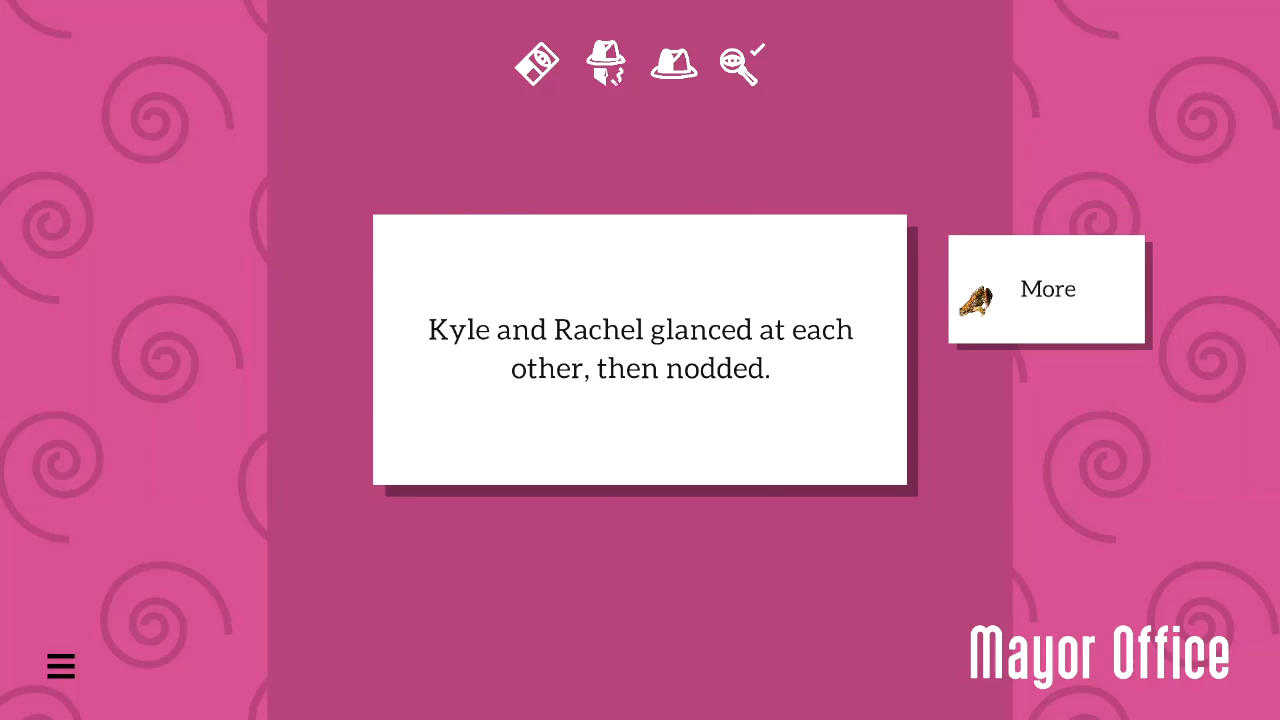 Kyle and Rachel glanced at each
other, then nodded.
More
Mayor Office